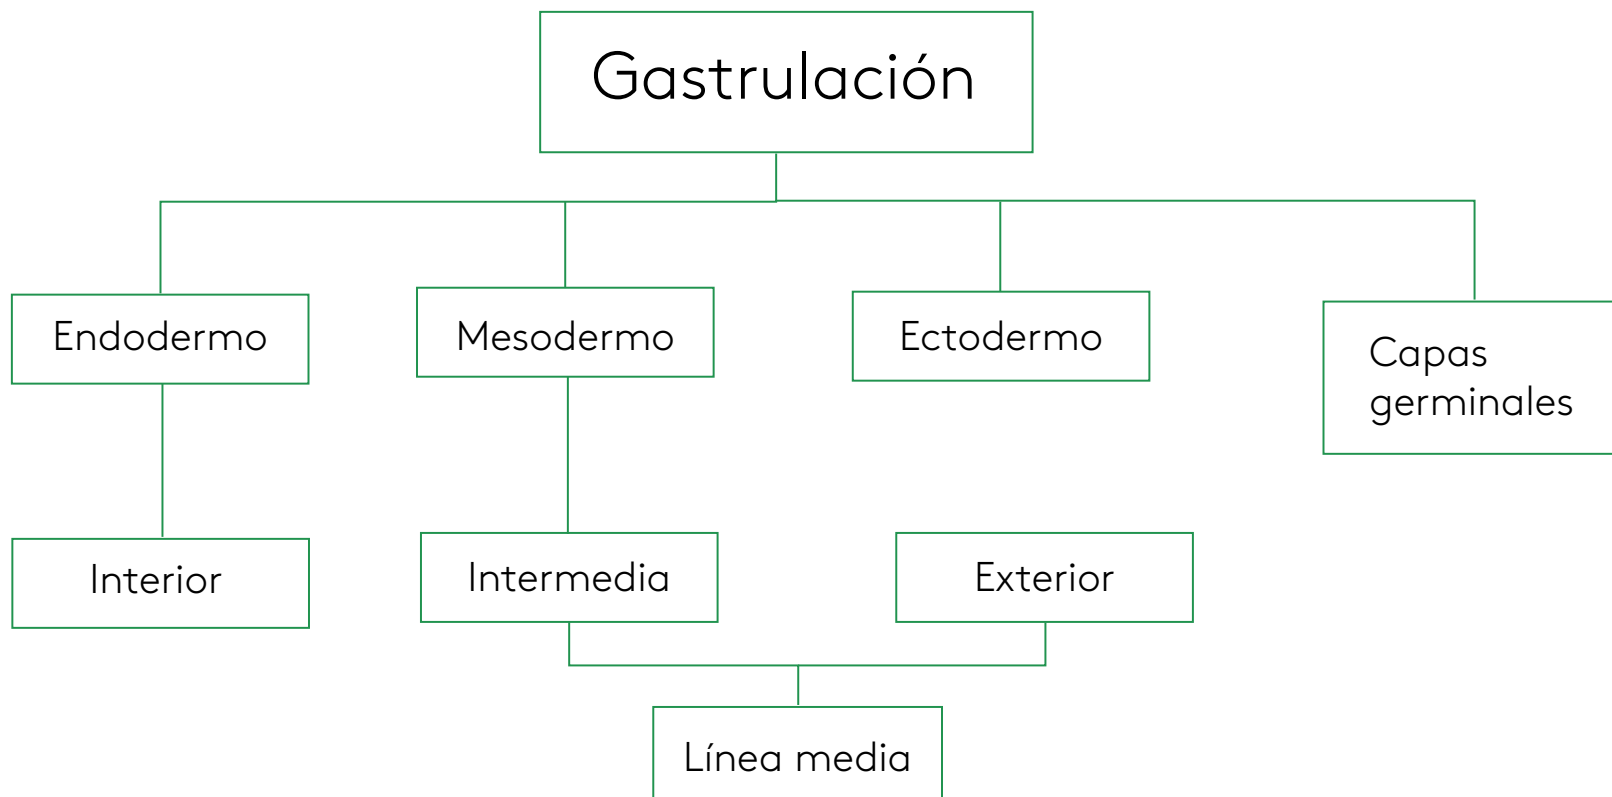 Gastrulación
Endodermo
Mesodermo
Ectodermo
Capas
germinales
Interior
Intermedia
Exterior
Línea media